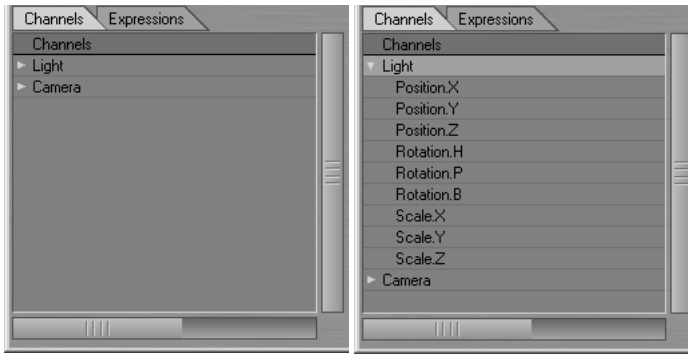 Channels Expressions
Channels
Light
Camera
Channels Expressions
Channels
Light
Position.X
Position.Y
Position.Z
Rotation.H
Rotation.P
Rotation.B
Scale.X
Scale.Y
Scale.Z
Camera